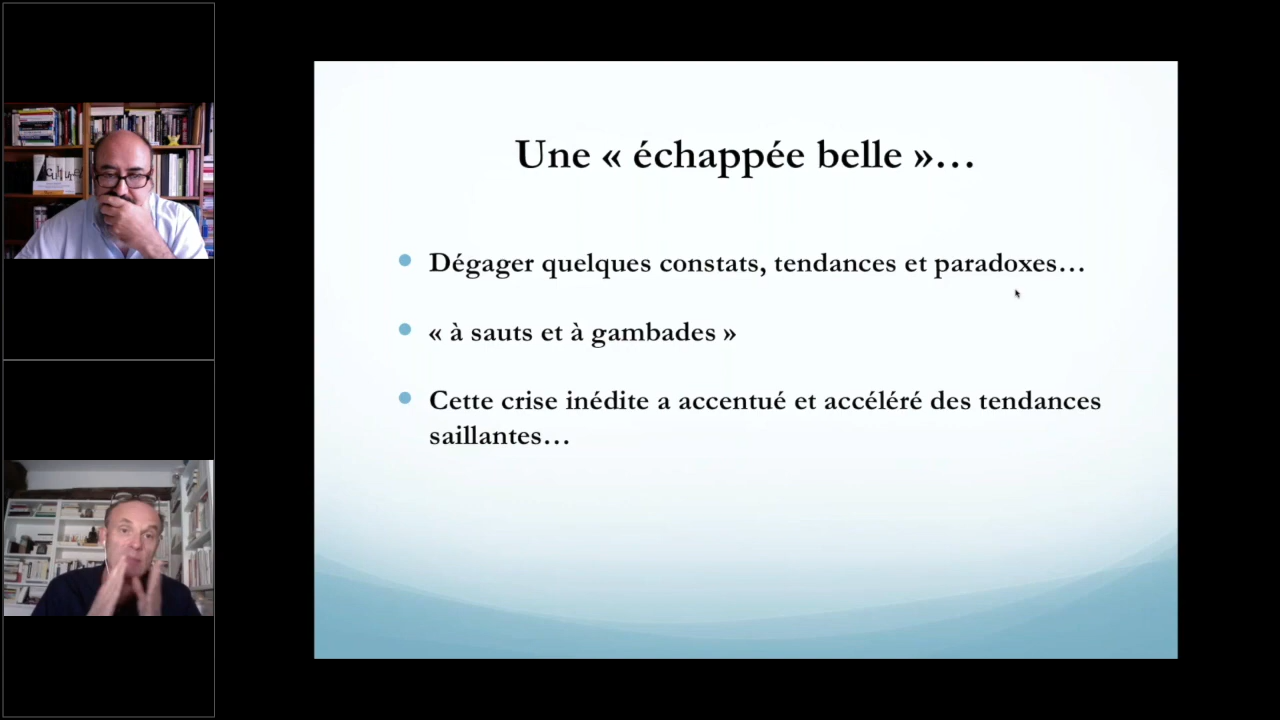 Une « échappée belle »…
Dégager quelques constats, tendances et paradoxes…
« à sauts et à gambades »
Cette crise inédite a accentué et accéléré des tendances
saillantes…